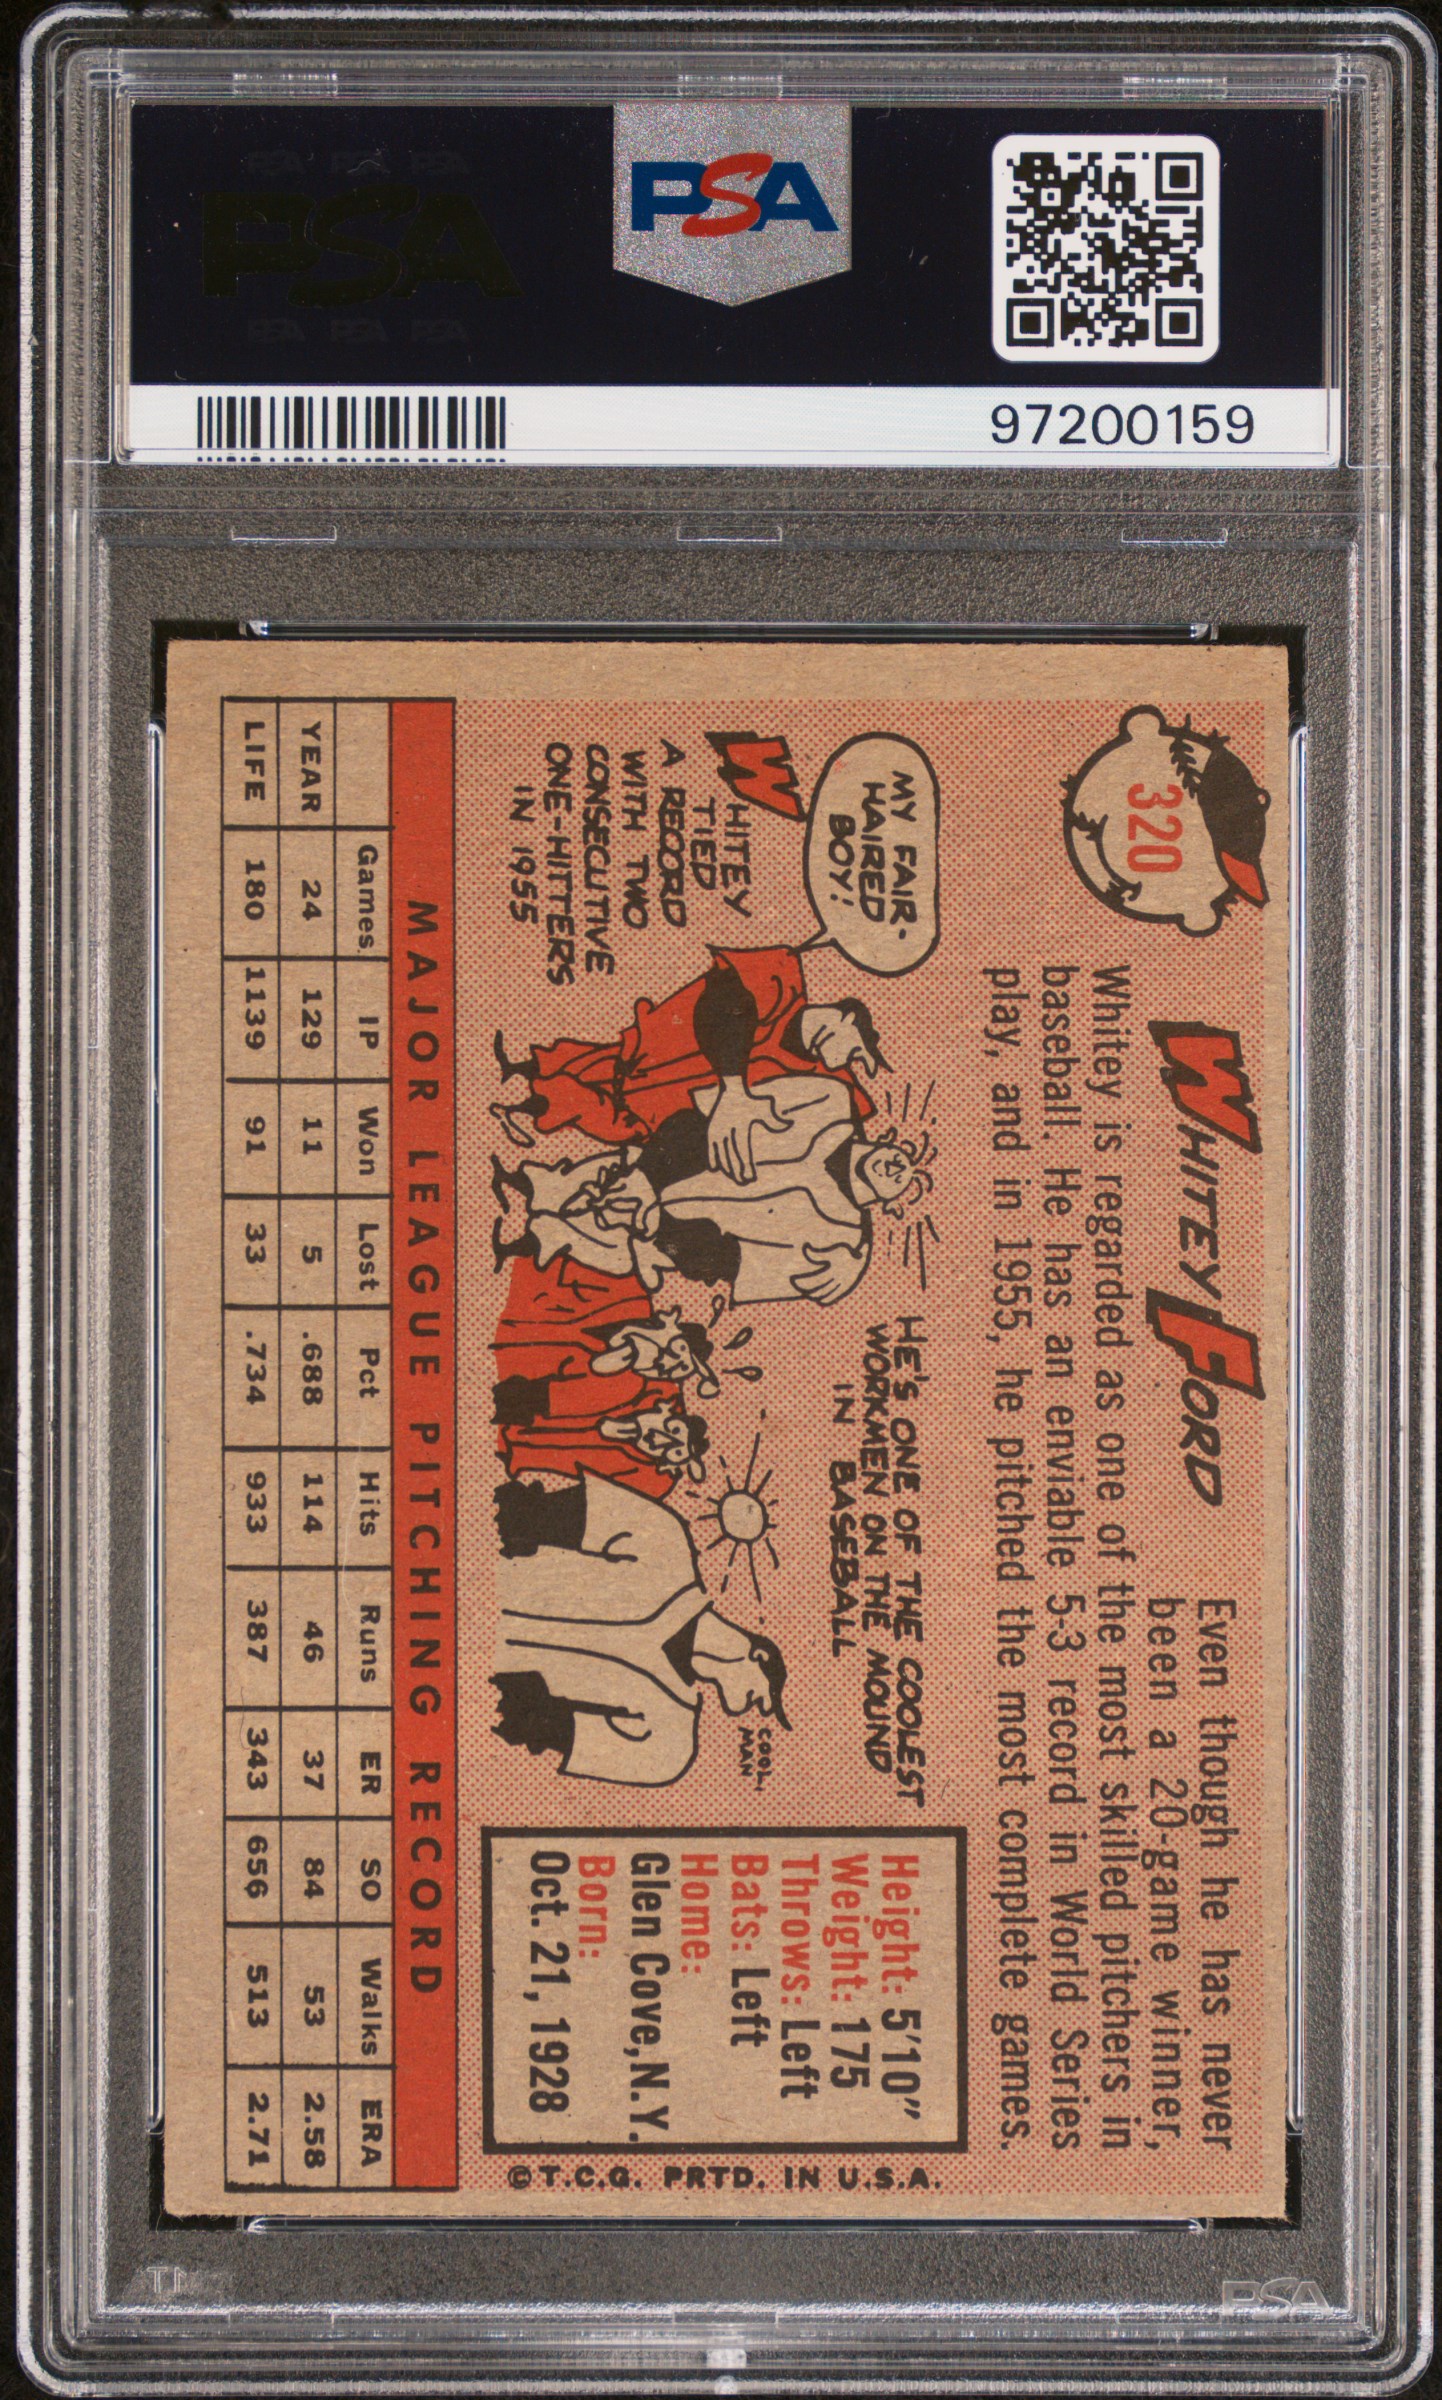 PSA
97200159
320
WHITEY FORD
Even though he has never
been a 20-game winner,
Whitey is regarded as one of the most skilled pitchers in
baseball. He has an enviable 5-3 record in World Series
play, and in 1955, he pitched the most complete games.
MY FAIR-
HAIRED
BOY!
WHITEY
TIED
A RECORD
WITH TWO
CONSECUTIVE
ONE-HITTERS
IN 1955
HE'S ONE OF THE COOLEST
WORKMEN ON THE MOUND
IN BASEBALL
COOL,
MAN
Height: 5'10"
Weight: 175
Throws: Left
Bats: Left
Home:
Glen Cove, N.Y.
Born:
Oct. 21, 1928
©T.C.G. PRTD. IN U.S.A.
MAJOR LEAGUE PITCHING RECORD
Games IP Won Lost Pct Hits Runs ER SO Walks ERA
YEAR 24 129 11 5 .688 114 46 37 84 53 2.58
LIFE 180 1139 91 33 .734 933 387 343 656 513 2.71
PSA